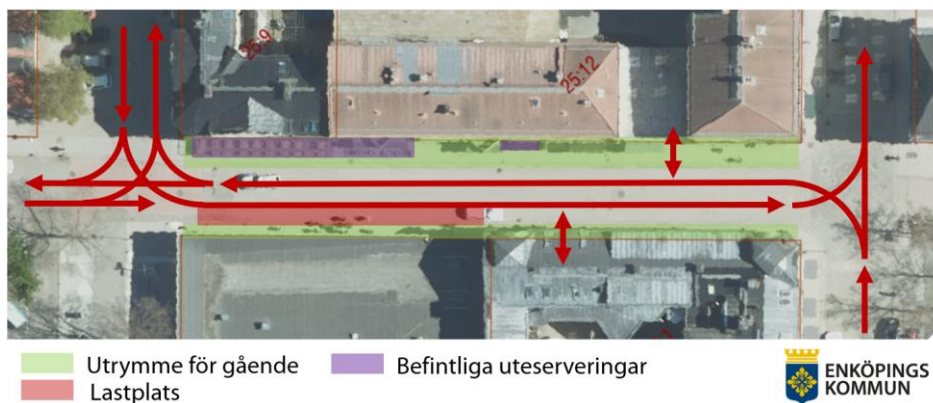 25:9
25:12
Utrymme för gående
Befintliga uteserveringar
Lastplats
ENKÖPINGS
KOMMUN